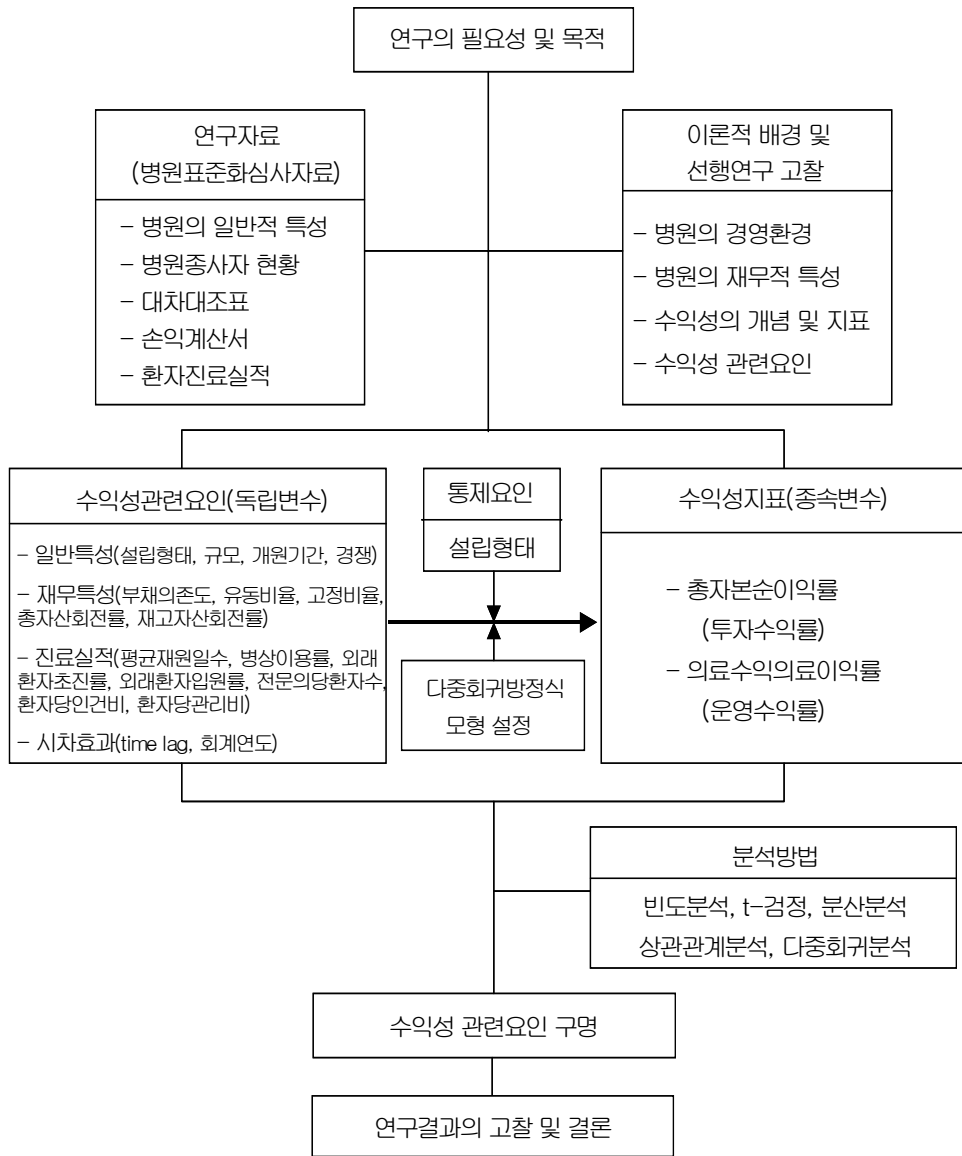 연구의 필요성 및 목적
연구자료
(병원표준화심사자료)
– 병원의 일반적 특성
– 병원종사자 현황
– 대차대조표
– 손익계산서
– 환자진료실적
이론적 배경 및
선행연구 고찰
– 병원의 경영환경
– 병원의 재무적 특성
– 수익성의 개념 및 지표
– 수익성 관련요인
수익성관련요인(독립변수)
– 일반특성(설립형태, 규모, 개원기간, 경쟁)
– 재무특성(부채의존도, 유동비율, 고정비율,
총자산회전률, 재고자산회전률)
– 진료실적(평균재원일수, 병상이용률, 외래
환자초진률, 외래환자입원률, 전문의당환자수,
환자당인건비, 환자당관리비)
– 시차효과(time lag, 회계연도)
통제요인
설립형태
다중회귀방정식
모형 설정
수익성지표(종속변수)
– 총자본순이익률
(투자수익률)
– 의료수익의료이익률
(운영수익률)
분석방법
빈도분석, t–검정, 분산분석
상관관계분석, 다중회귀분석
수익성 관련요인 구명
연구결과의 고찰 및 결론